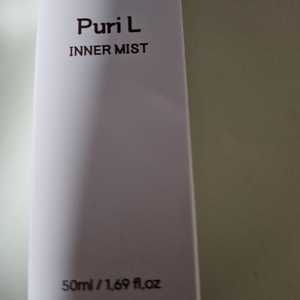 Puri L
INNER MIST
50ml / 1.69 fl.oz